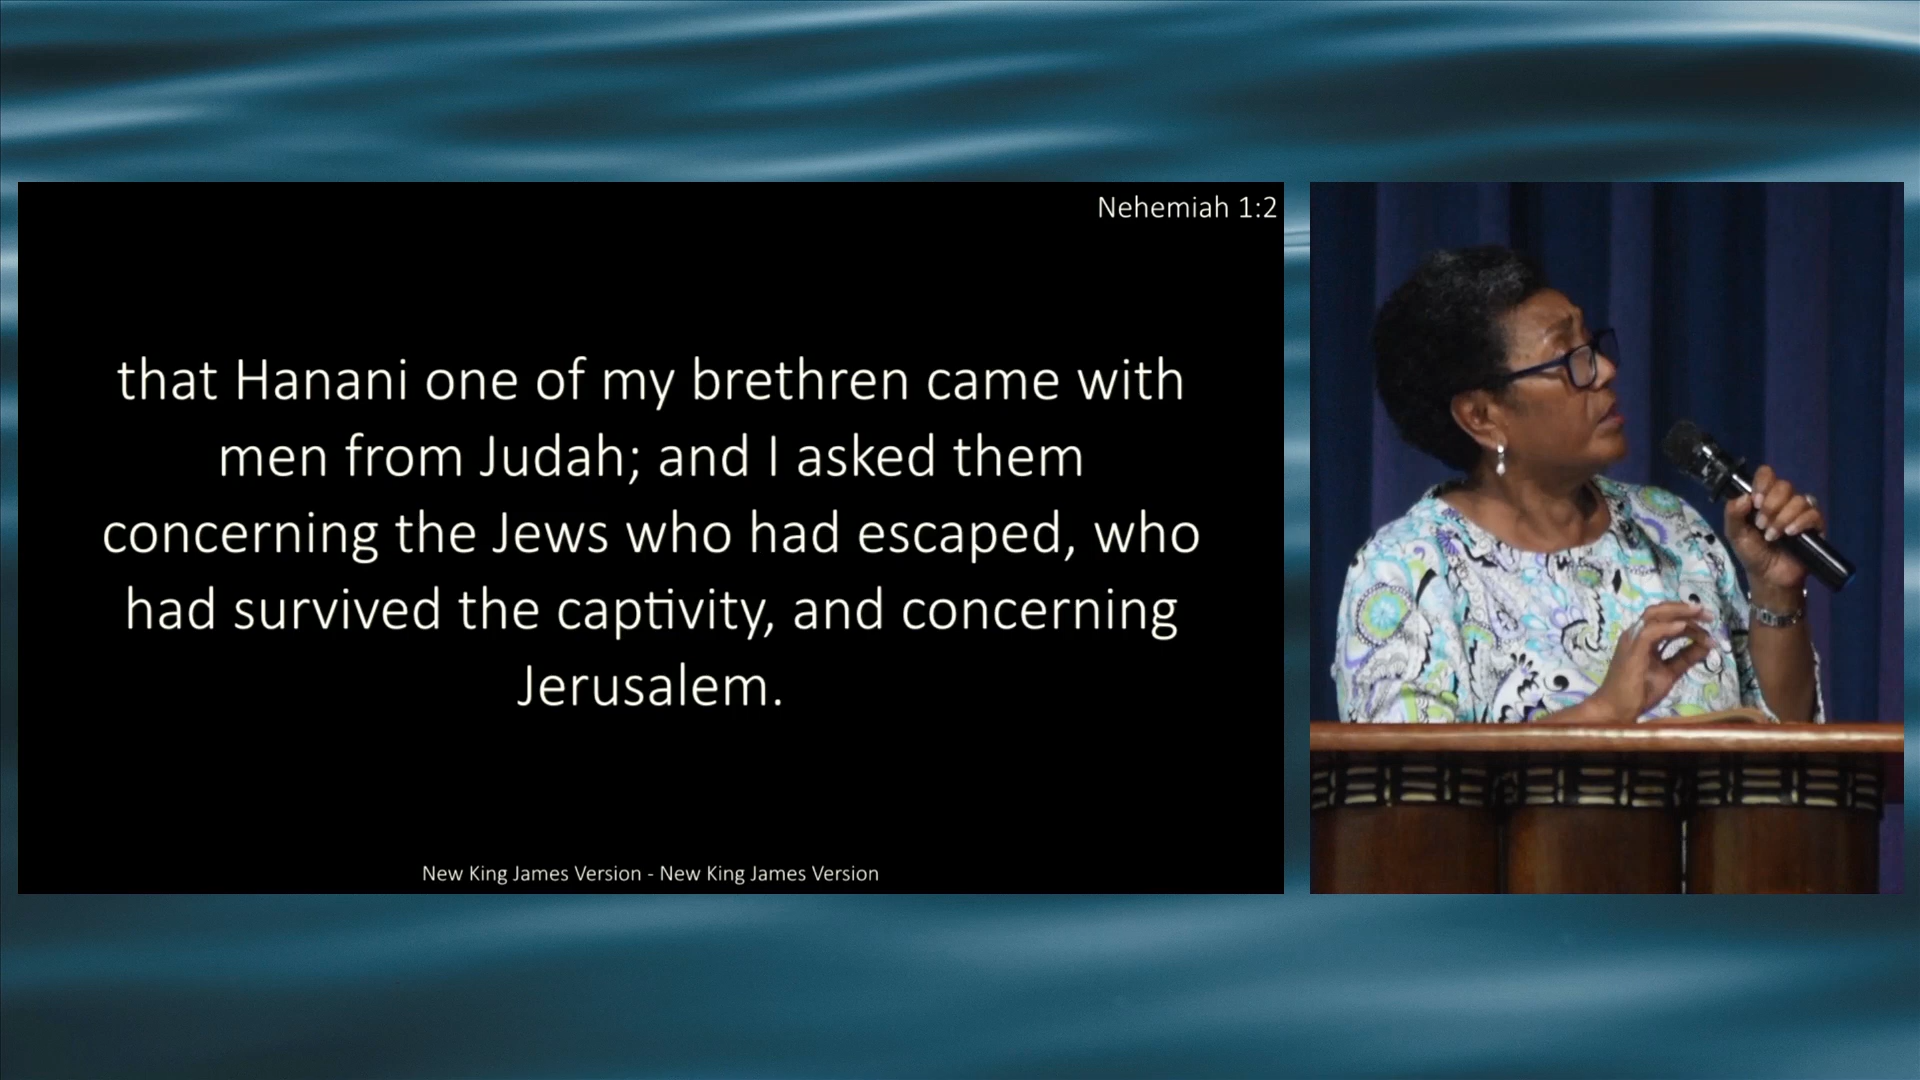 Nehemiah 1:2
that Hanani one of my brethren came with
men from Judah; and I asked them
concerning the Jews who had escaped, who
had survived the captivity, and concerning
Jerusalem.
New King James Version - New King James Version